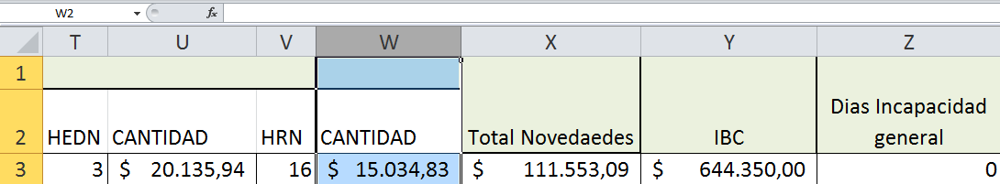 W2 fx
T U V W X Y Z
1
Dias Incapacidad
2 HEDN CANTIDAD HRN CANTIDAD Total Novedaedes IBC general
3 3 $ 20.135,94 16 $ 15.034,83 $ 111.553,09 $ 644.350,00 0